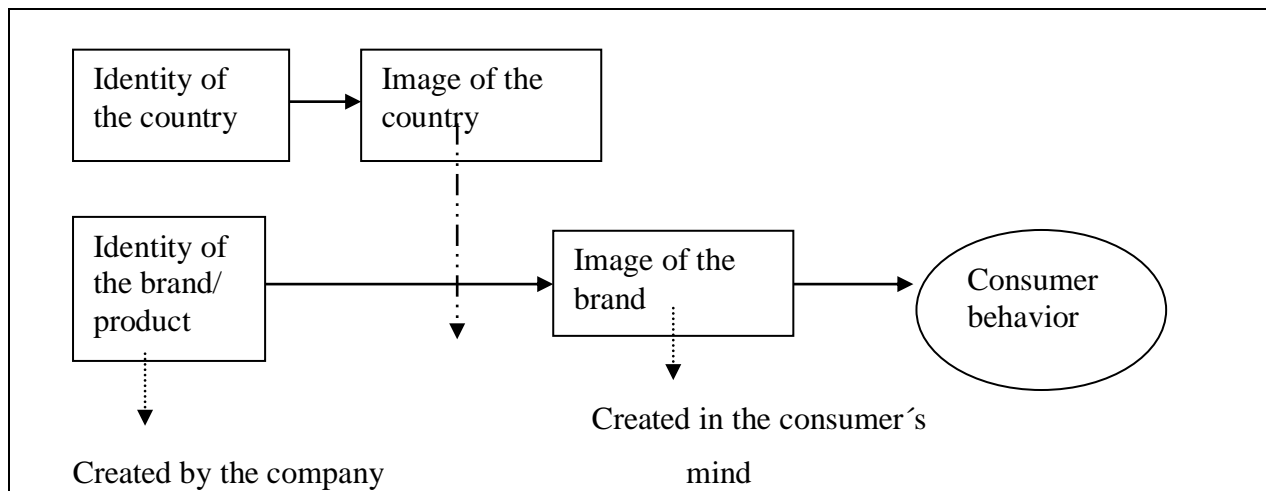 Identity of
the country
Image of the
country
Identity of
the brand/
product
Image of the
brand
Consumer
behavior
Created by the company
Created in the consumer´s
mind